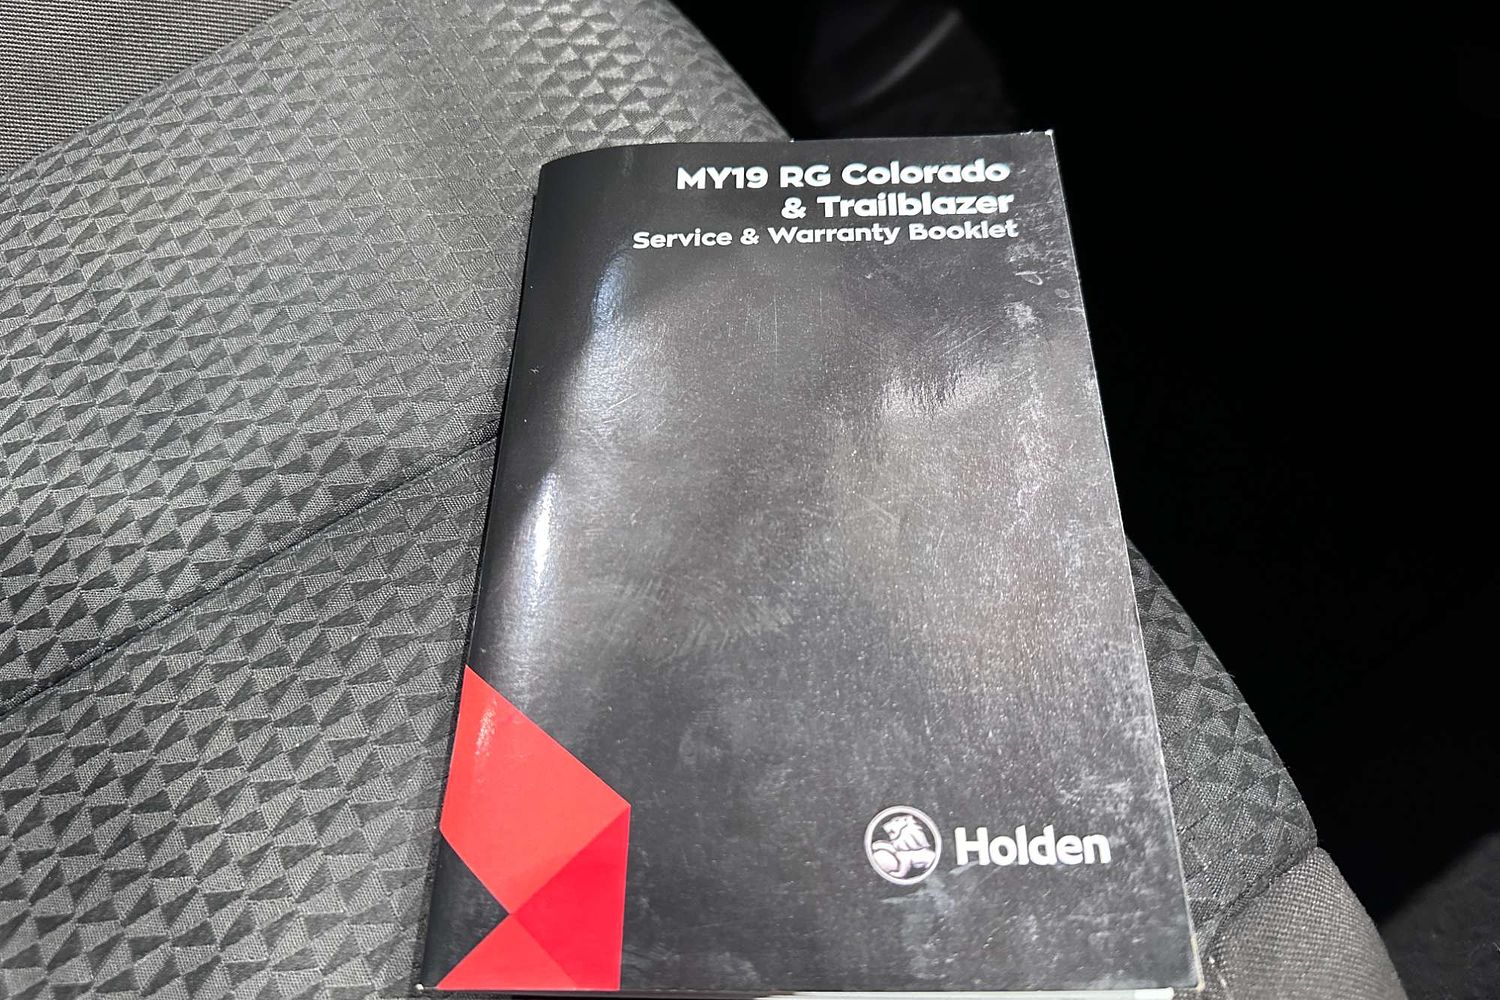 MY19 RG Colorado
& Trailblazer
Service & Warranty Booklet
Holden